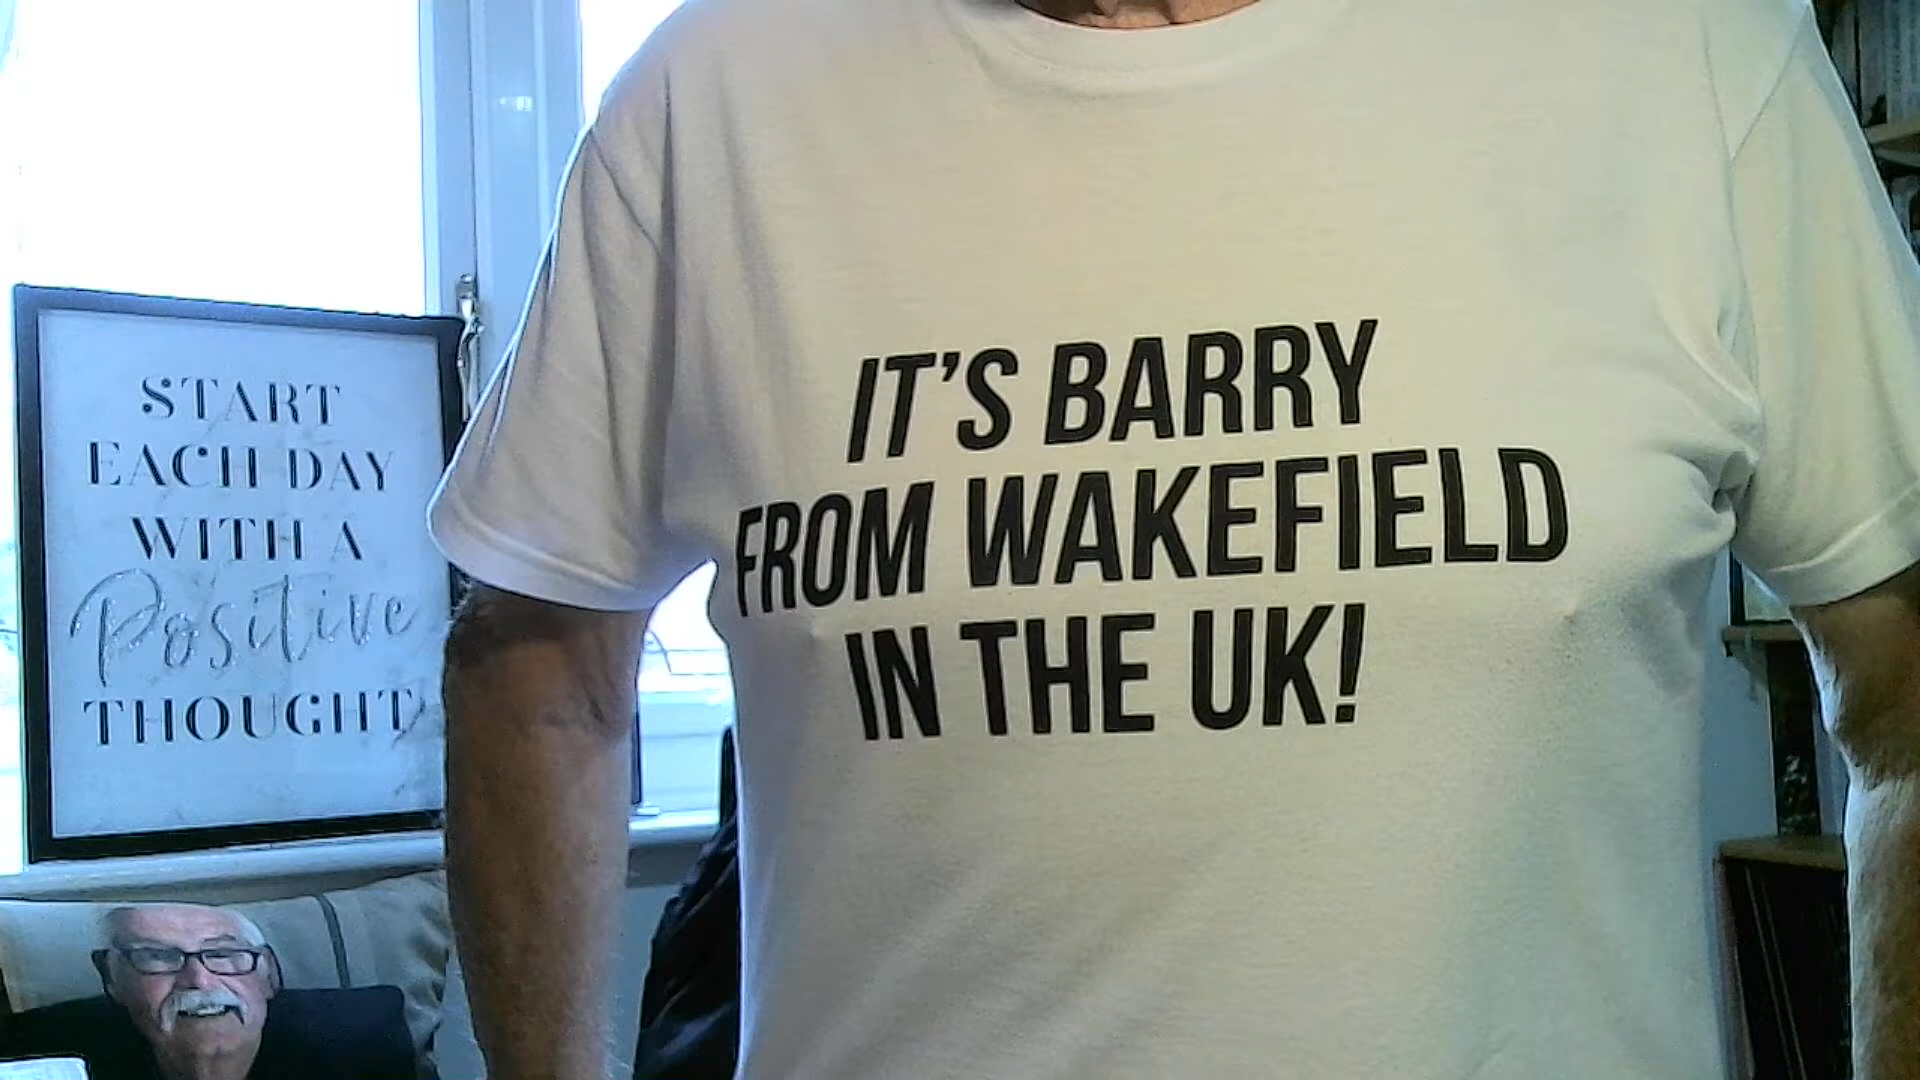 START
EACH DAY
WITH A
Positive
THOUGHT
IT'S BARRY
FROM WAKEFIELD
IN THE UK!